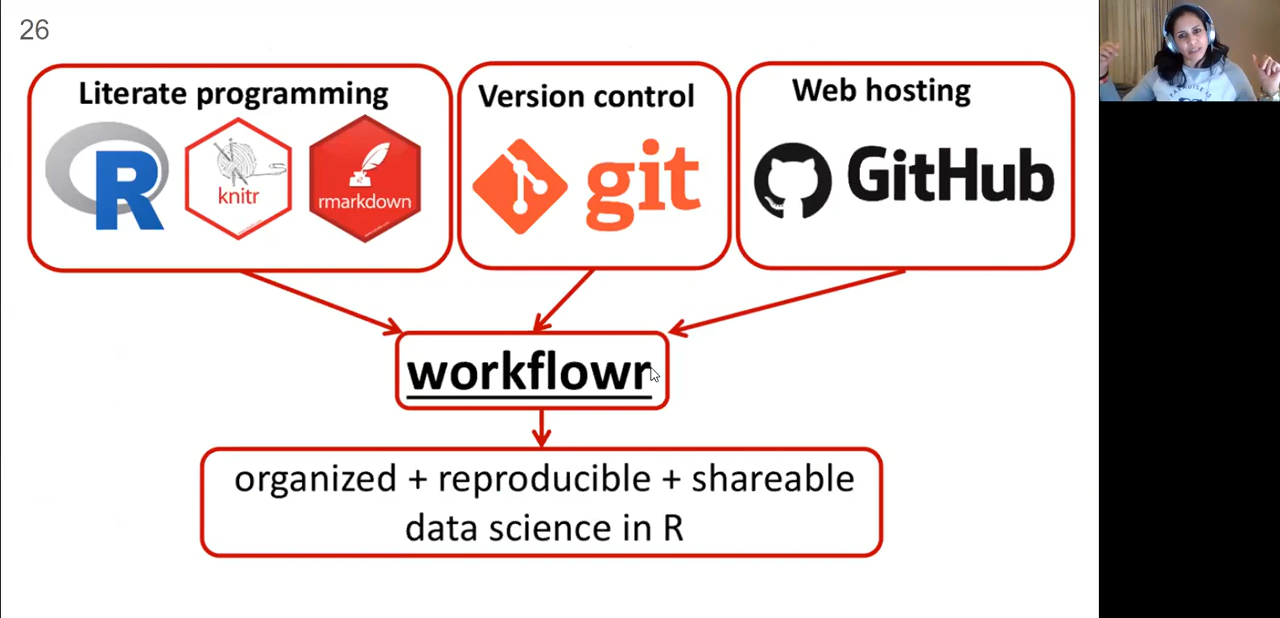 26
Literate programming
Version control
Web hosting
R
knitr
rmarkdown
git
GitHub
workflowr
organized + reproducible + shareable
data science in R